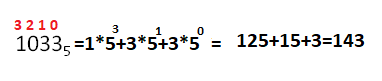 3 2 1 0
1033₅ =1*5³+3*5¹+3*5⁰ = 125+15+3=143